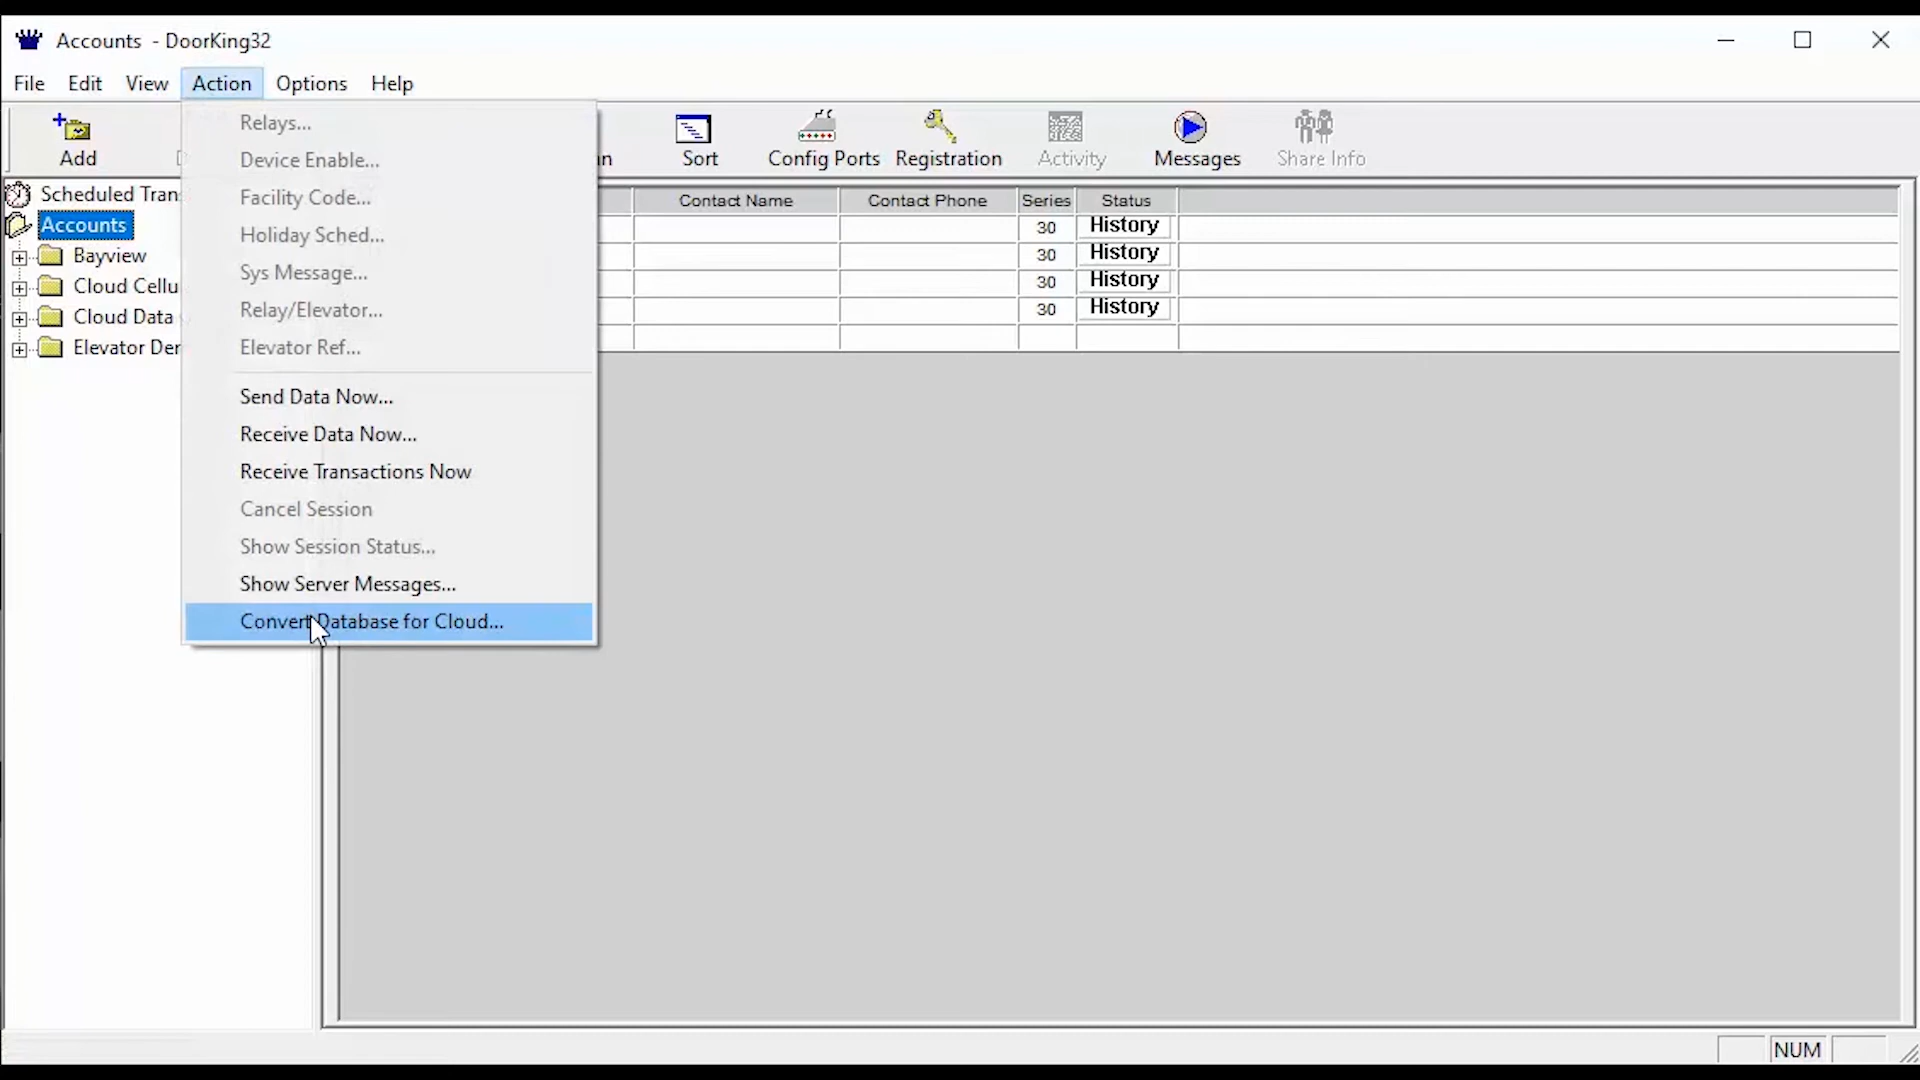 Accounts - DoorKing32
File Edit View Action Options Help
Add Sort Config Ports Registration Activity Messages Share Info
Relays...
Device Enable...
Facility Code...
Holiday Sched...
Sys Message...
Relay/Elevator...
Elevator Ref...
Send Data Now...
Receive Data Now...
Receive Transactions Now
Cancel Session
Show Session Status...
Show Server Messages...
Convert Database for Cloud...
Scheduled Tran
Accounts
Bayview
Cloud Cellu
Cloud Data
Elevator Der
Contact Name Contact Phone Series Status
30 History
30 History
30 History
30 History
NUM